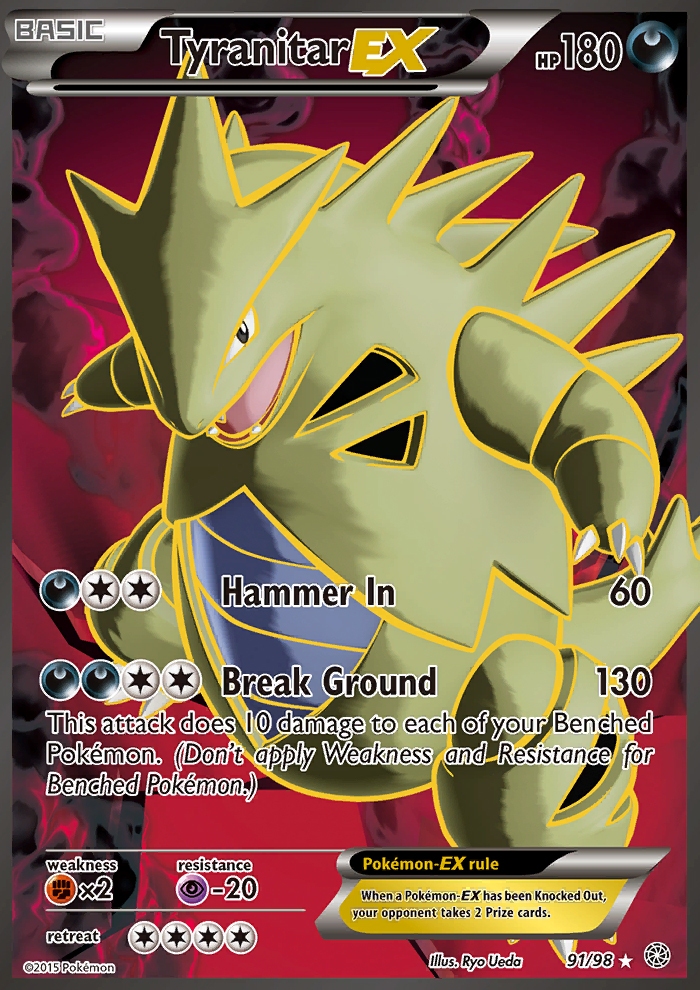 BASIC
Tyranitar EX
HP180
Hammer In 60
Break Ground 130
This attack does 10 damage to each of your Benched
Pokémon. (Don't apply Weakness and Resistance for
Benched Pokémon.)
weakness resistance
×2 -20
retreat
Pokémon-EX rule
When a Pokémon-EX has been Knocked Out,
your opponent takes 2 Prize cards.
©2015 Pokémon
Illus. Ryo Ueda 91/98 ★